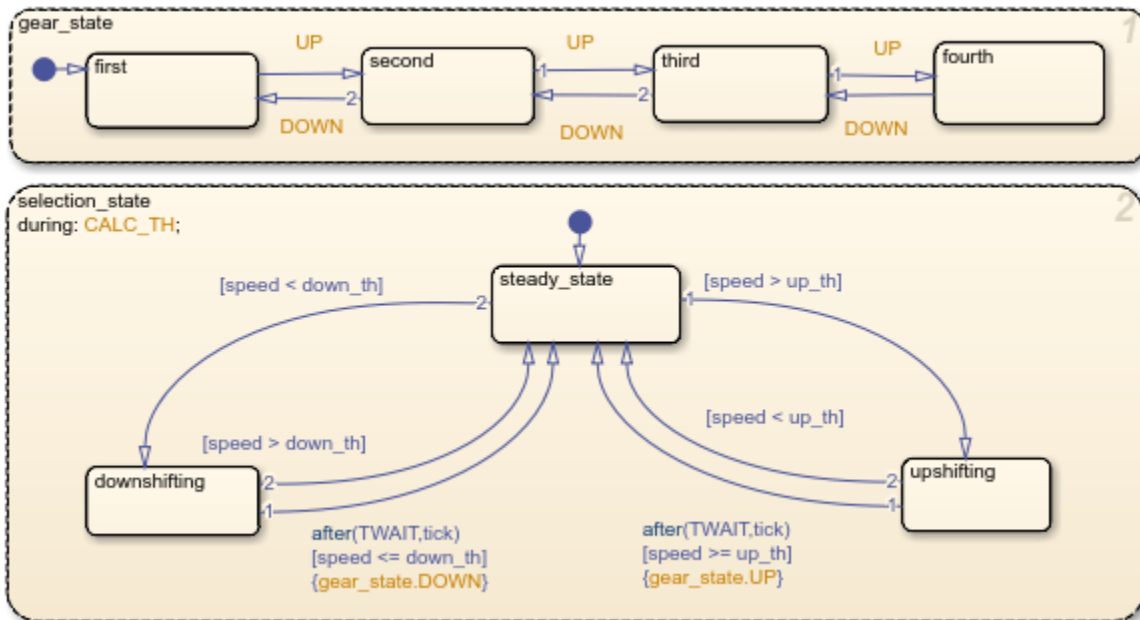 gear_state
1
UP
UP
UP
first
second
third
fourth
1
1
2
2
DOWN
DOWN
DOWN
selection_state
2
during: CALC_TH;
steady_state
[speed < down_th]
[speed > up_th]
2
1
[speed > down_th]
[speed < up_th]
downshifting
upshifting
2
2
1
1
after(TWAIT,tick)
[speed <= down_th]
{gear_state.DOWN}
after(TWAIT,tick)
[speed >= up_th]
{gear_state.UP}